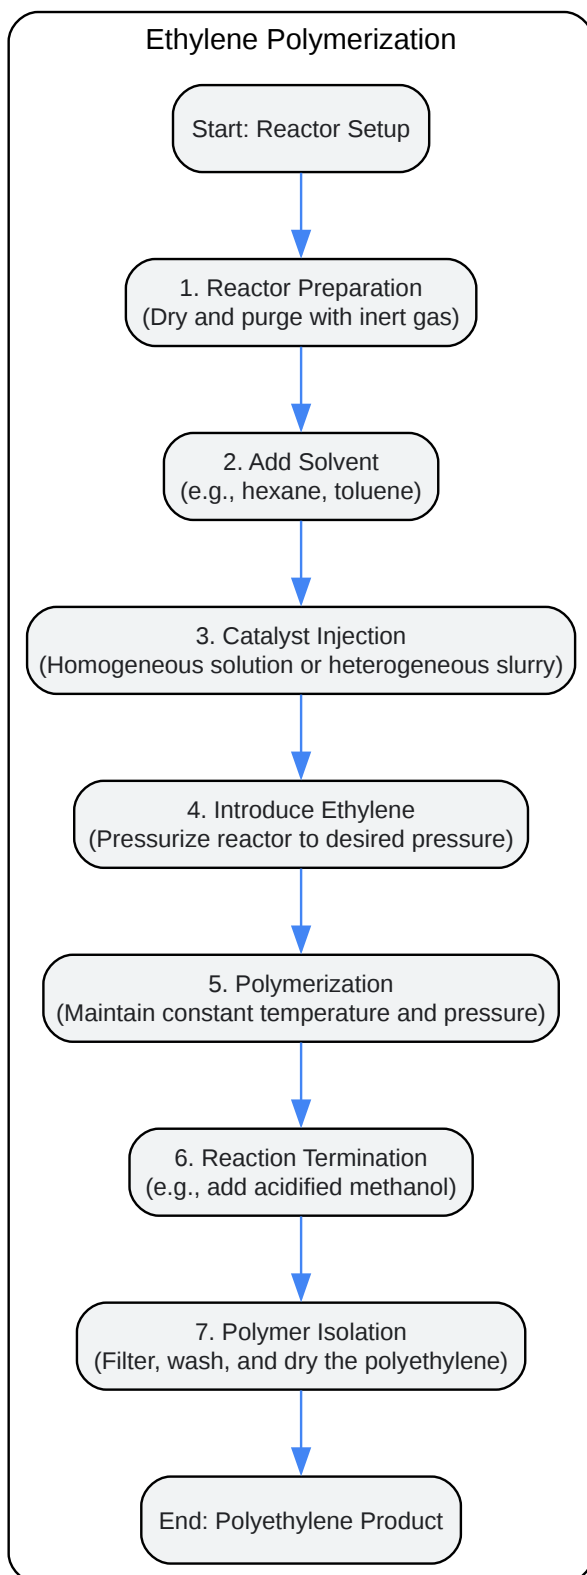 Ethylene Polymerization
Start: Reactor Setup
1. Reactor Preparation
(Dry and purge with inert gas)
2. Add Solvent
(e.g., hexane, toluene)
3. Catalyst Injection
(Homogeneous solution or heterogeneous slurry)
4. Introduce Ethylene
(Pressurize reactor to desired pressure)
5. Polymerization
(Maintain constant temperature and pressure)
6. Reaction Termination
(e.g., add acidified methanol)
7. Polymer Isolation
(Filter, wash, and dry the polyethylene)
End: Polyethylene Product